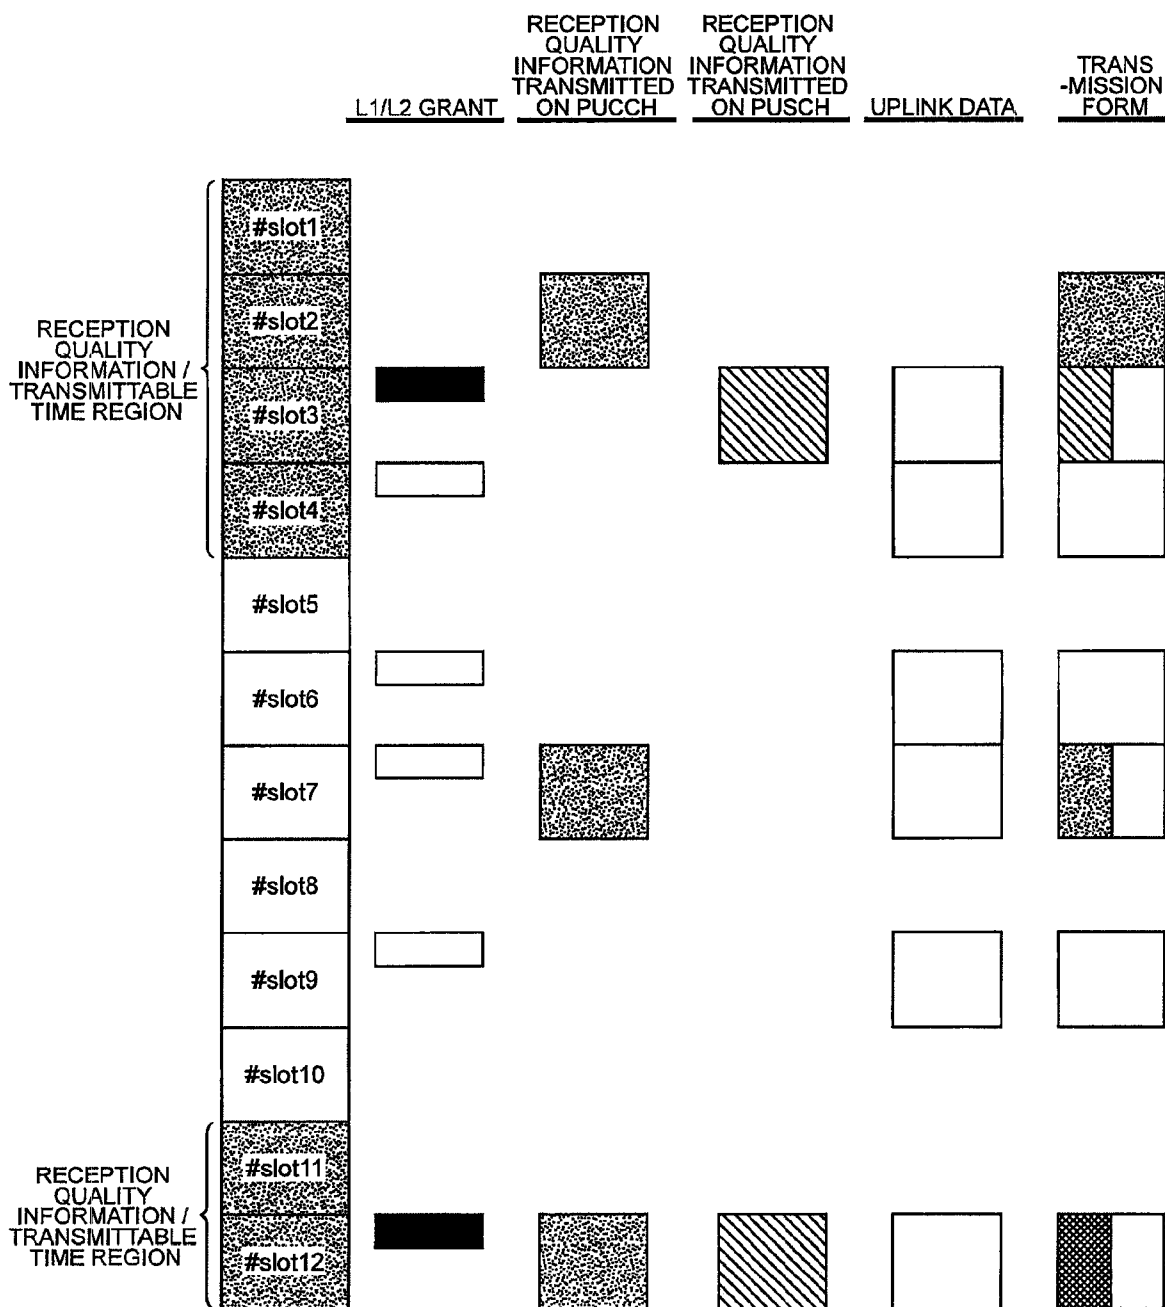 RECEPTION
QUALITY
INFORMATION
TRANSMITTED
ON PUCCH
RECEPTION
QUALITY
INFORMATION
TRANSMITTED
ON PUSCH
TRANS
-MISSION
FORM
L1/L2 GRANT
UPLINK DATA
#slot1
#slot2
RECEPTION
QUALITY
INFORMATION /
TRANSMITTABLE
TIME REGION
#slot3
#slot4
#slot5
#slot6
#slot7
#slot8
#slot9
#slot10
#slot11
RECEPTION
QUALITY
INFORMATION /
TRANSMITTABLE
TIME REGION
#slot12